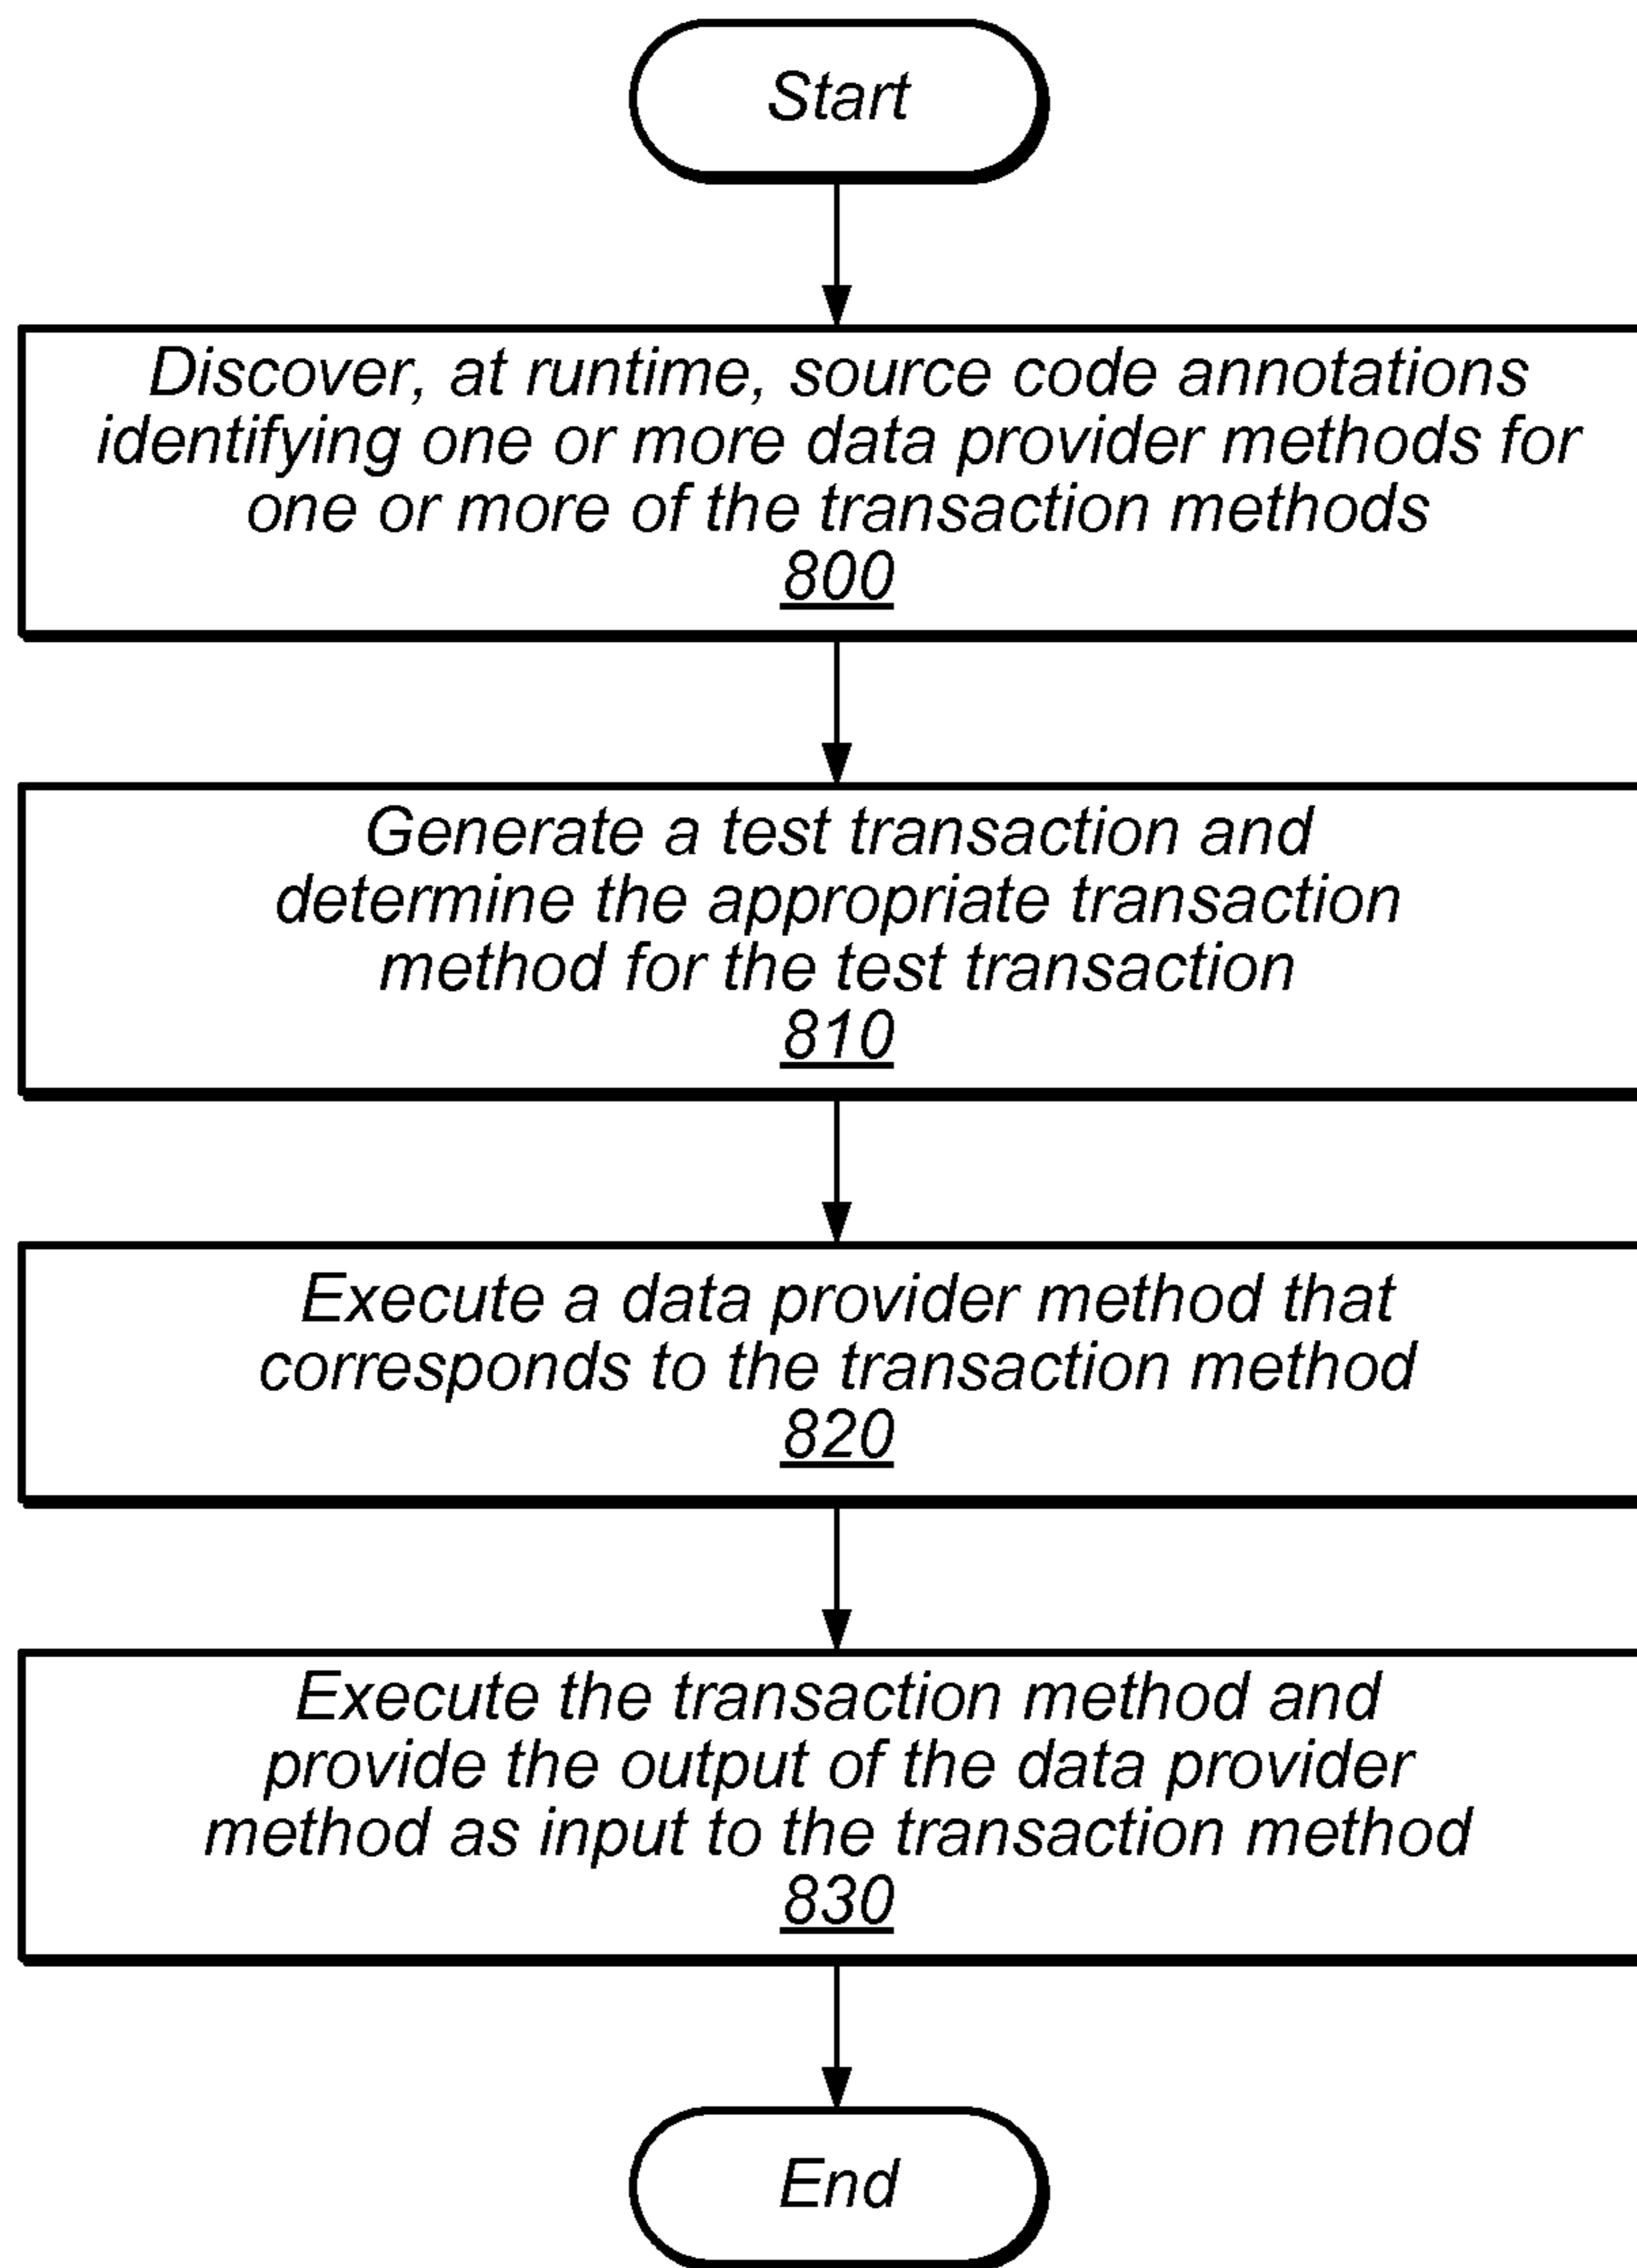 Start
Discover, at runtime, source code annotations
identifying one or more data provider methods for
one or more of the transaction methods
800
Generate a test transaction and
determine the appropriate transaction
method for the test transaction
810
Execute a data provider method that
corresponds to the transaction method
820
Execute the transaction method and
provide the output of the data provider
method as input to the transaction method
830
End